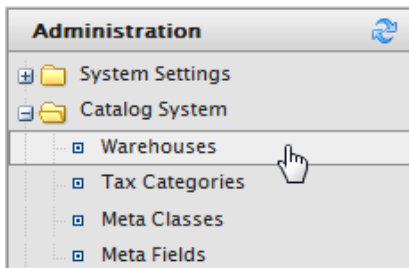 Administration
System Settings
Catalog System
Warehouses
Tax Categories
Meta Classes
Meta Fields